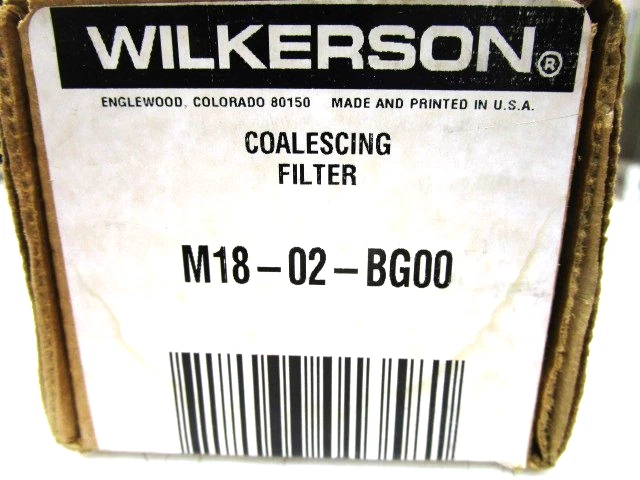 WILKERSON®
ENGLEWOOD, COLORADO 80150 MADE AND PRINTED IN U.S.A.
COALESCING
FILTER
M18-02-BG00